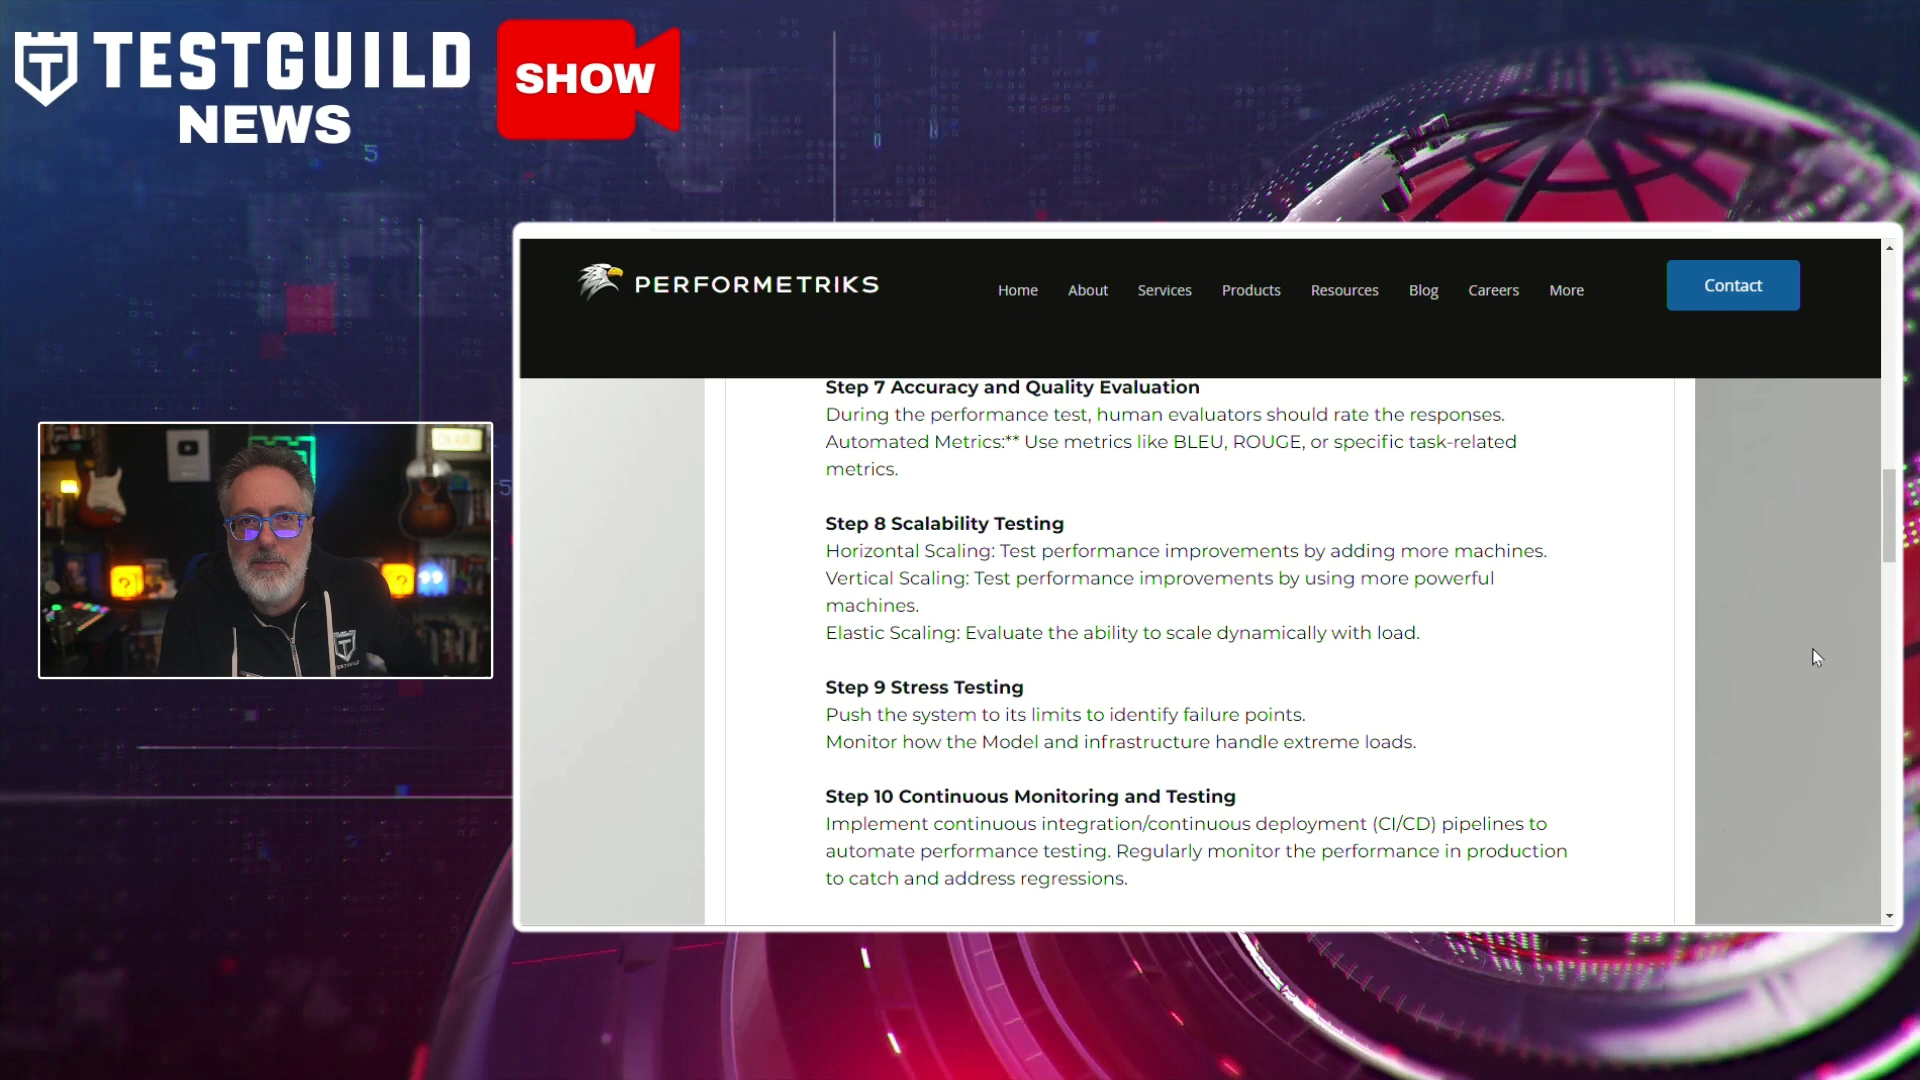 TESTGUILD
NEWS
SHOW
5
5
ON AIR
TESTGUILD
PERFORMETRIKS
Home
About
Services
Products
Resources
Blog
Careers
More
Contact
Step 7 Accuracy and Quality Evaluation
During the performance test, human evaluators should rate the responses.
Automated Metrics:** Use metrics like BLEU, ROUGE, or specific task-related
metrics.
Step 8 Scalability Testing
Horizontal Scaling: Test performance improvements by adding more machines.
Vertical Scaling: Test performance improvements by using more powerful
machines.
Elastic Scaling: Evaluate the ability to scale dynamically with load.
Step 9 Stress Testing
Push the system to its limits to identify failure points.
Monitor how the Model and infrastructure handle extreme loads.
Step 10 Continuous Monitoring and Testing
Implement continuous integration/continuous deployment (CI/CD) pipelines to
automate performance testing. Regularly monitor the performance in production
to catch and address regressions.